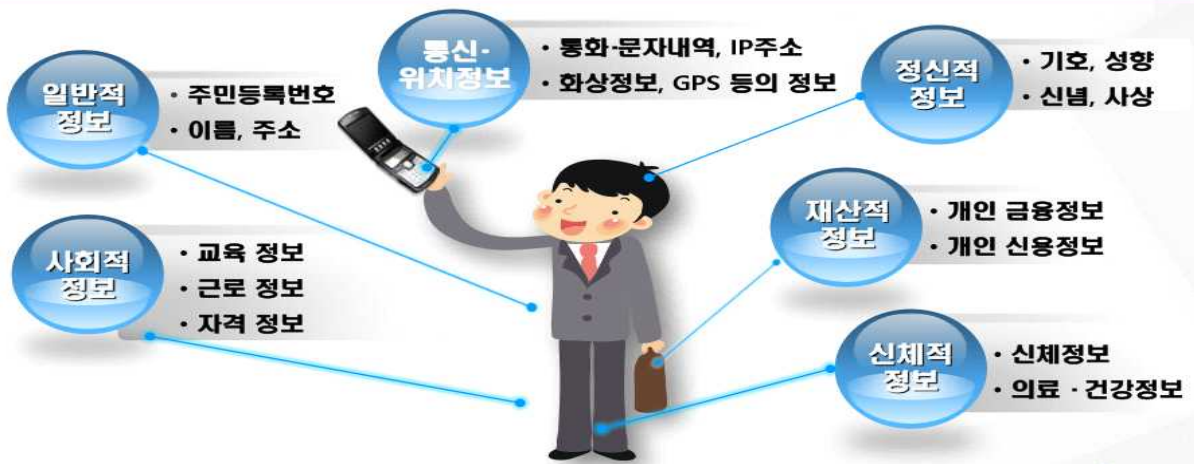 일반적
정보
• 주민등록번호
• 이름, 주소
통신·
위치정보
• 통화·문자내역, IP주소
• 화상정보, GPS 등의 정보
정신적
정보
• 기호, 성향
• 신념, 사상
사회적
정보
• 교육 정보
• 근로 정보
• 자격 정보
재산적
정보
• 개인 금융정보
• 개인 신용정보
신체적
정보
• 신체정보
• 의료 · 건강정보